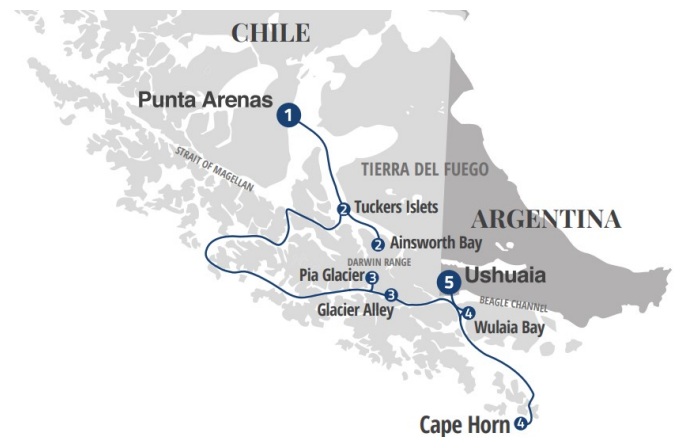 CHILE
Punta Arenas
1
STRAIT OF MAGELLAN
TIERRA DEL FUEGO
2 Tuckers Islets
ARGENTINA
2 Ainsworth Bay
DARWIN RANGE
Pia Glacier 3
5 Ushuaia
Glacier Alley 3
BEAGLE CHANNEL
4
Wulaia Bay
Cape Horn 4